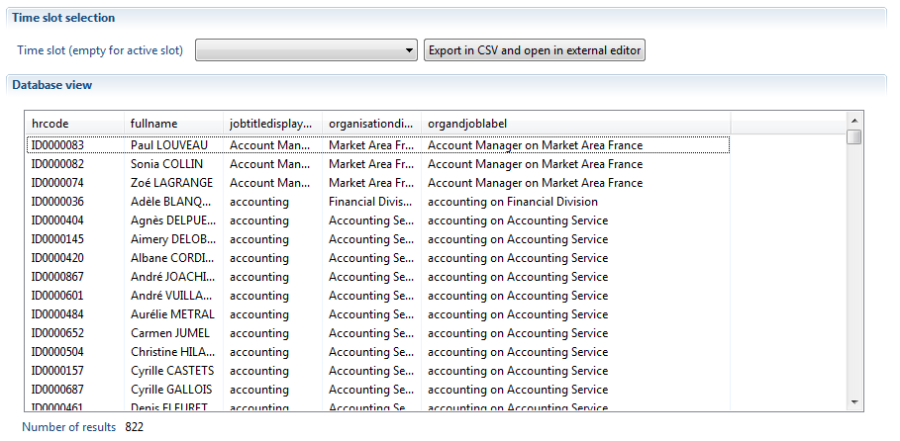 Time slot selection
Time slot (empty for active slot) Export in CSV and open in external editor
Database view
hrcode fullname jobtitledisplay... organisationdi... organdjoblabel
ID0000083 Paul LOUVEAU Account Man... Market Area Fr... Account Manager on Market Area France
ID0000082 Sonia COLLIN Account Man... Market Area Fr... Account Manager on Market Area France
ID0000074 Zoé LAGRANGE Account Man... Market Area Fr... Account Manager on Market Area France
ID0000036 Adèle BLANQ... accounting Financial Divis... accounting on Financial Division
ID0000404 Agnès DELPUE... accounting Accounting Se... accounting on Accounting Service
ID0000145 Aimery DELOB... accounting Accounting Se... accounting on Accounting Service
ID0000420 Albane CORDI... accounting Accounting Se... accounting on Accounting Service
ID0000867 André JOACHI... accounting Accounting Se... accounting on Accounting Service
ID0000601 André VUILLA... accounting Accounting Se... accounting on Accounting Service
ID0000484 Aurélie METRAL accounting Accounting Se... accounting on Accounting Service
ID0000652 Carmen JUMEL accounting Accounting Se... accounting on Accounting Service
ID0000504 Christine HILA... accounting Accounting Se... accounting on Accounting Service
ID0000157 Cyrille CASTETS accounting Accounting Se... accounting on Accounting Service
ID0000687 Cyrille GALLOIS accounting Accounting Se... accounting on Accounting Service
ID0000461 Denis FLEURET accounting Accounting Se... accounting on Accounting Service
Number of results 822